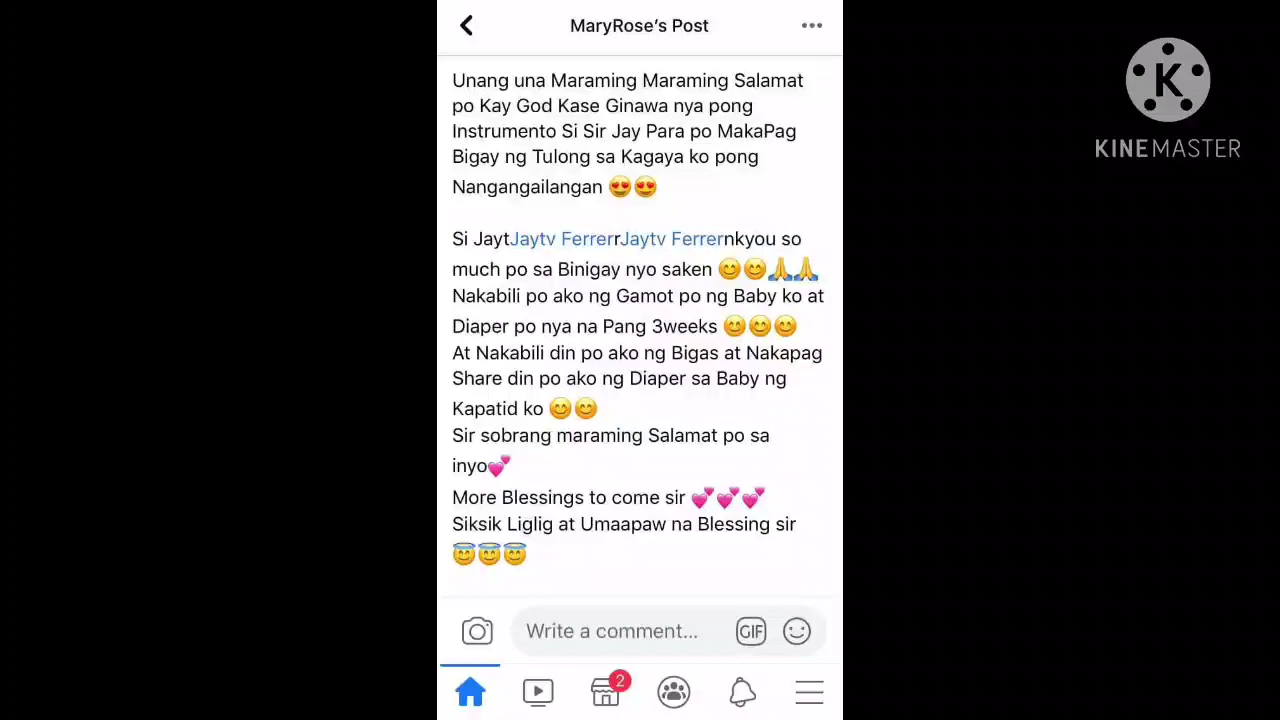 MaryRose's Post
Unang una Maraming Maraming Salamat
po Kay God Kase Ginawa nya pong
Instrumento Si Sir Jay Para po MakaPag
Bigay ng Tulong sa Kagaya ko pong
Nangangailangan 😍😍
Si JaytJaytv FerrerrJaytv Ferrernkyou so
much po sa Binigay nyo saken 😊😊🙏🙏
Nakabili po ako ng Gamot po ng Baby ko at
Diaper po nya na Pang 3weeks 😊😊😊
At Nakabili din po ako ng Bigas at Nakapag
Share din po ako ng Diaper sa Baby ng
Kapatid ko 😊😊
Sir sobrang maraming Salamat po sa
inyo💕
More Blessings to come sir 💕💕💕
Siksik Liglig at Umaapaw na Blessing sir
😇😇😇
Write a comment...
GIF
2
K
KINEMASTER